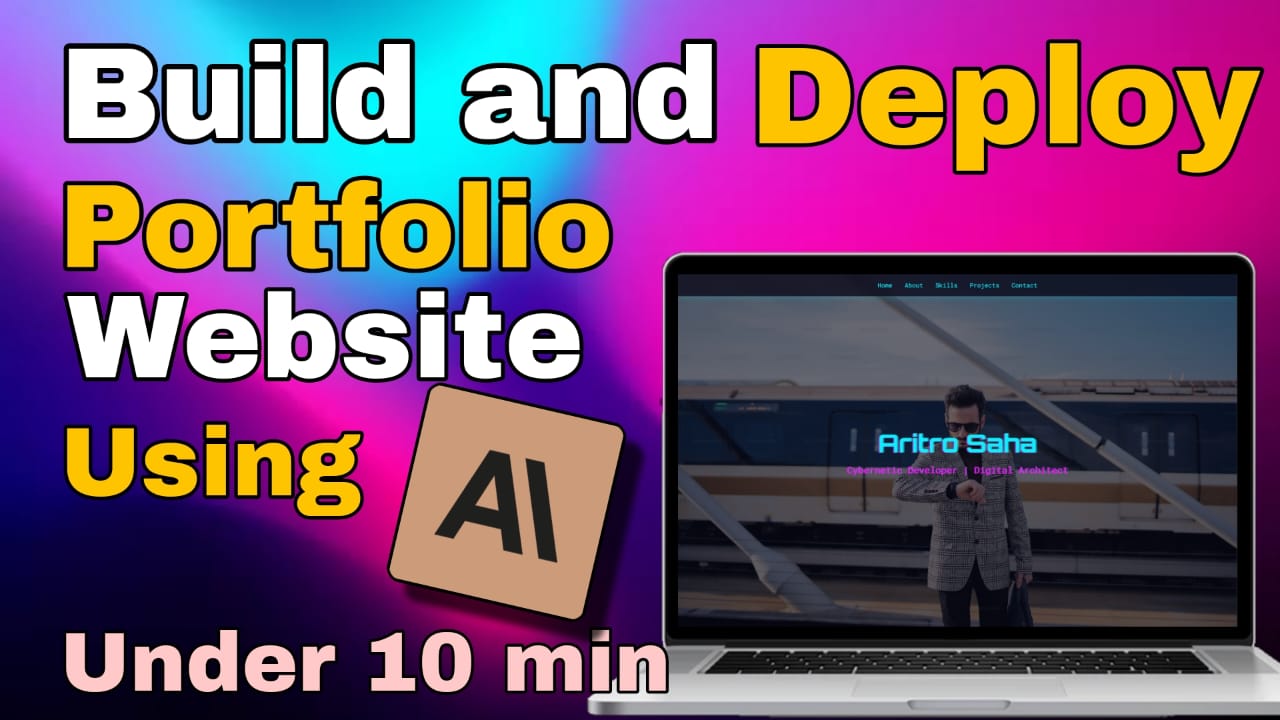 Build and Deploy
Portfolio
Website
Using
AI
Under 10 min
Home About Skills Projects Contact
Aritro Saha
Cybernetic Developer | Digital Architect